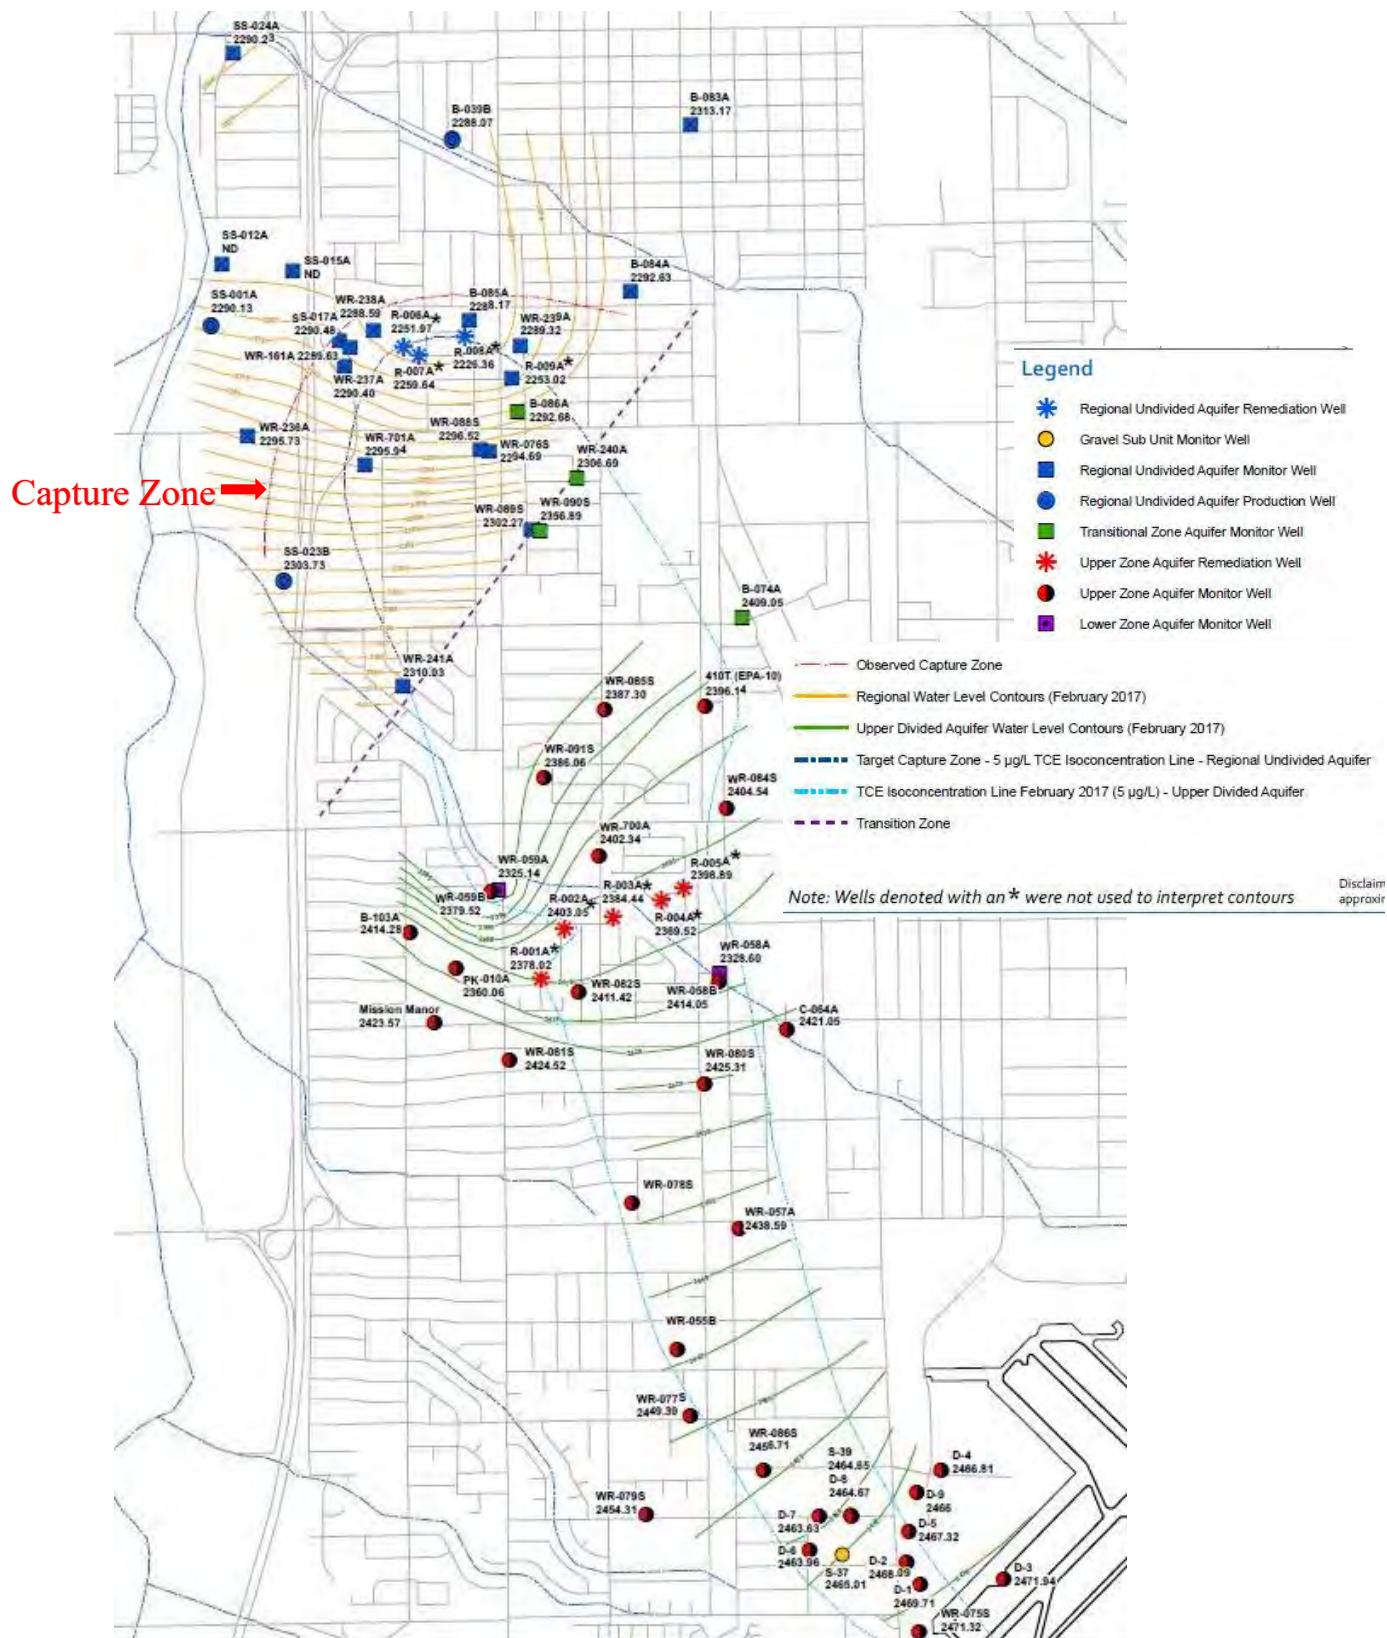 SS-024A
2290.23
B-039B
2288.07
B-083A
2313.17
SS-012A
ND
SS-015A
ND
B-084A
2292.63
SS-001A
2290.13
WR-238A
2288.59
B-085A
2288.17
SS-017A
2290.48
R-006A*
2251.97
WR-239A
2289.32
WR-161A 2289.63
R-008A*
2226.36
R-007A*
2259.64
R-009A*
2253.02
WR-237A
2290.40
B-086A
2292.68
WR-236A
2295.73
WR-088S
2296.52
WR-701A
2295.94
WR-076S
2294.69
WR-240A
2306.69
Capture Zone
WR-089S
2302.27
WR-090S
2356.89
SS-023B
2303.73
B-074A
2409.05
WR-241A
2310.03
WR-085S
2387.30
410T (EPA-10)
2396.14
WR-091S
2386.06
WR-084S
2404.54
WR-700A
2402.34
WR-059A
2325.14
R-005A*
2398.89
WR-059B
2379.52
R-002A*
2403.05
R-003A*
2384.44
R-004A*
2369.52
B-103A
2414.28
R-001A*
2378.02
WR-058A
2328.60
PK-010A
2360.06
WR-082S
2411.42
WR-058B
2414.05
Mission Manor
2423.57
C-064A
2421.05
WR-081S
2424.52
WR-080S
2425.31
WR-078S
WR-057A
2438.59
WR-055B
WR-077S
2449.39
WR-086S
2456.71
S-39
2464.85
D-8
2464.67
D-4
2466.81
D-9
2466
WR-079S
2454.31
D-7
2463.63
D-5
2467.32
D-6
2463.96
S-37
2465.01
D-2
2468.09
D-3
2471.94
D-1
2469.71
WR-075S
2471.32
Legend
Regional Undivided Aquifer Remediation Well
Gravel Sub Unit Monitor Well
Regional Undivided Aquifer Monitor Well
Regional Undivided Aquifer Production Well
Transitional Zone Aquifer Monitor Well
Upper Zone Aquifer Remediation Well
Upper Zone Aquifer Monitor Well
Lower Zone Aquifer Monitor Well
Observed Capture Zone
Regional Water Level Contours (February 2017)
Upper Divided Aquifer Water Level Contours (February 2017)
Target Capture Zone - 5 µg/L TCE Isoconcentration Line - Regional Undivided Aquifer
TCE Isoconcentration Line February 2017 (5 µg/L) - Upper Divided Aquifer
Transition Zone
Note: Wells denoted with an * were not used to interpret contours
Disclaim
approxim